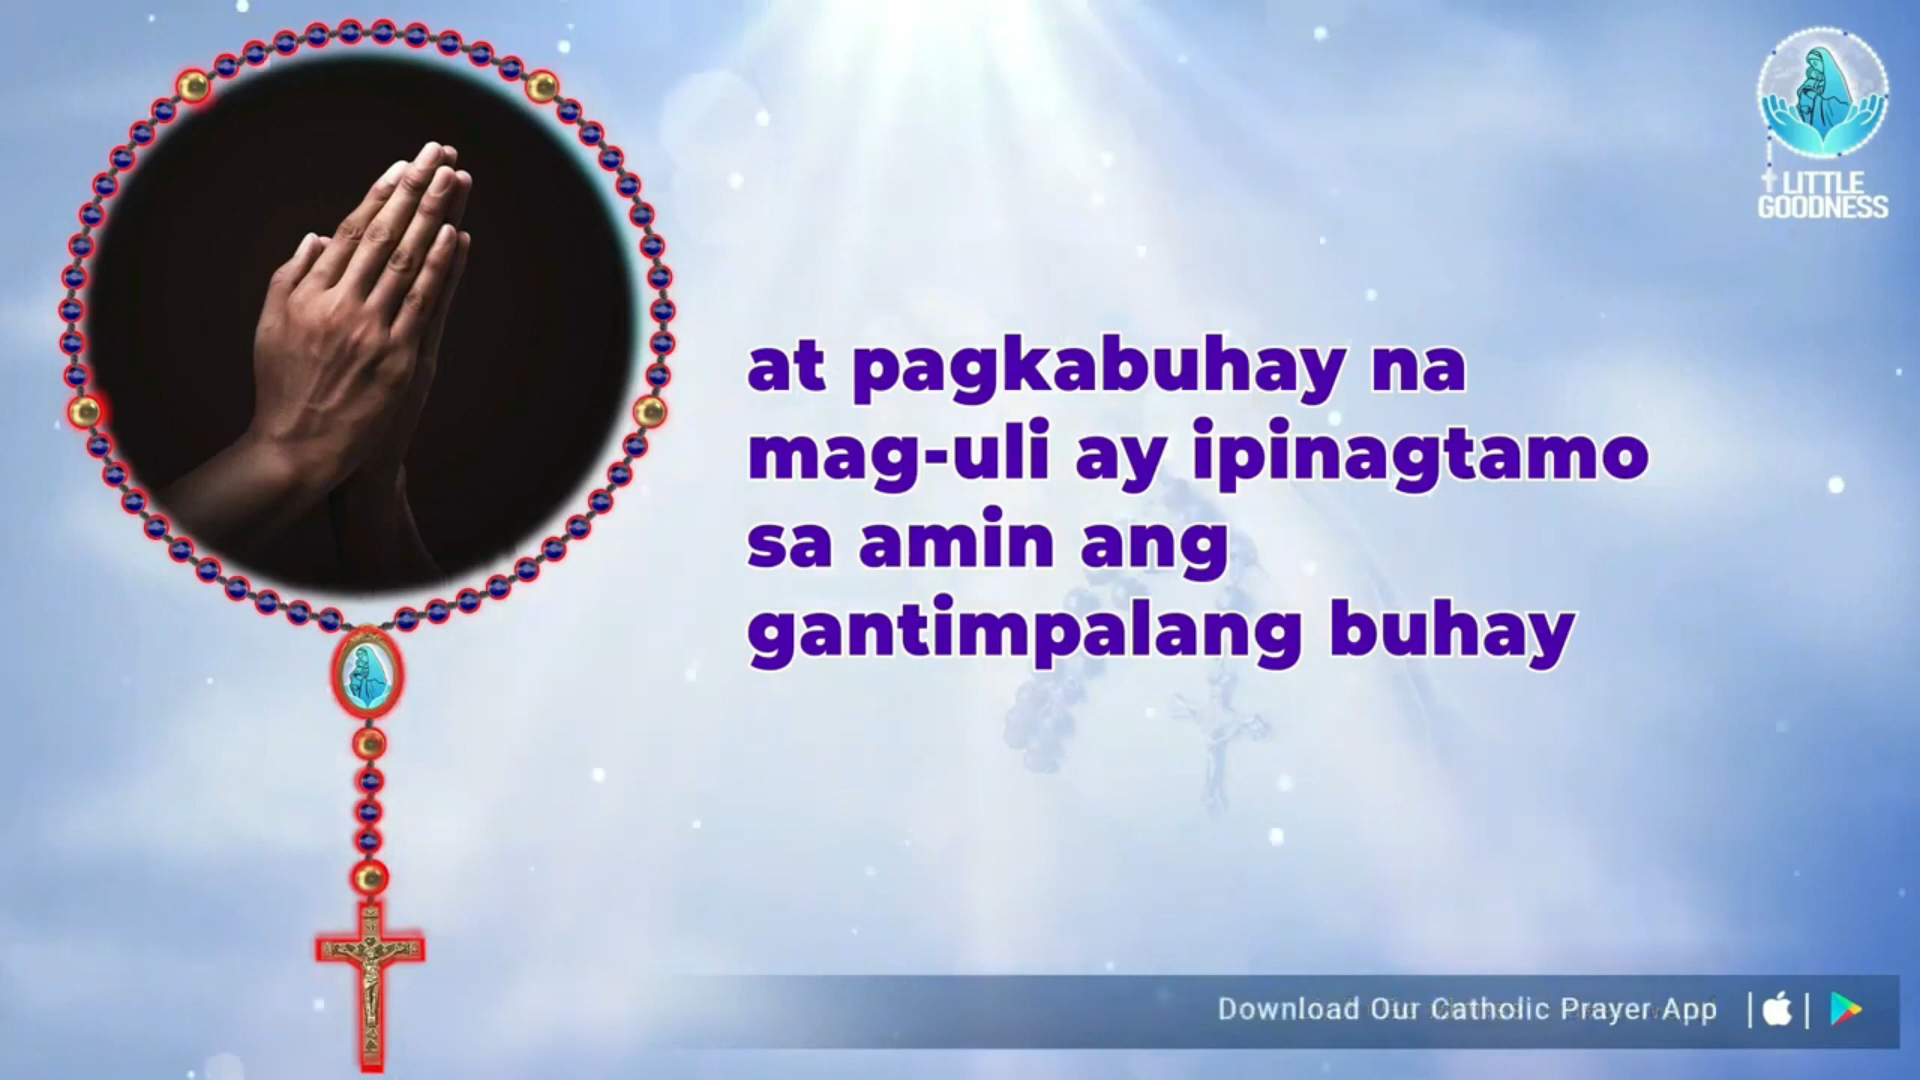 LITTLE
GOODNESS
at pagkabuhay na
mag-uli ay ipinagtamo
sa amin ang
gantimpalang buhay
Download Our Catholic Prayer App